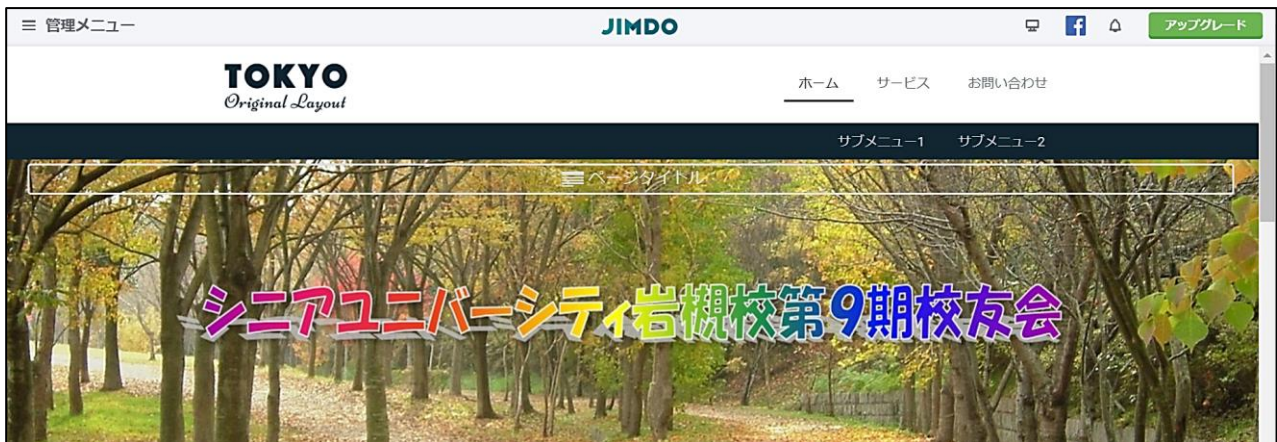 管理メニュー
JIMDO
アップグレード
TOKYO
Original Layout
ホーム
サービス
お問い合わせ
サブメニュー1
サブメニュー2
ページタイトル
シニアユニバーシティ岩槻校第9期校友会